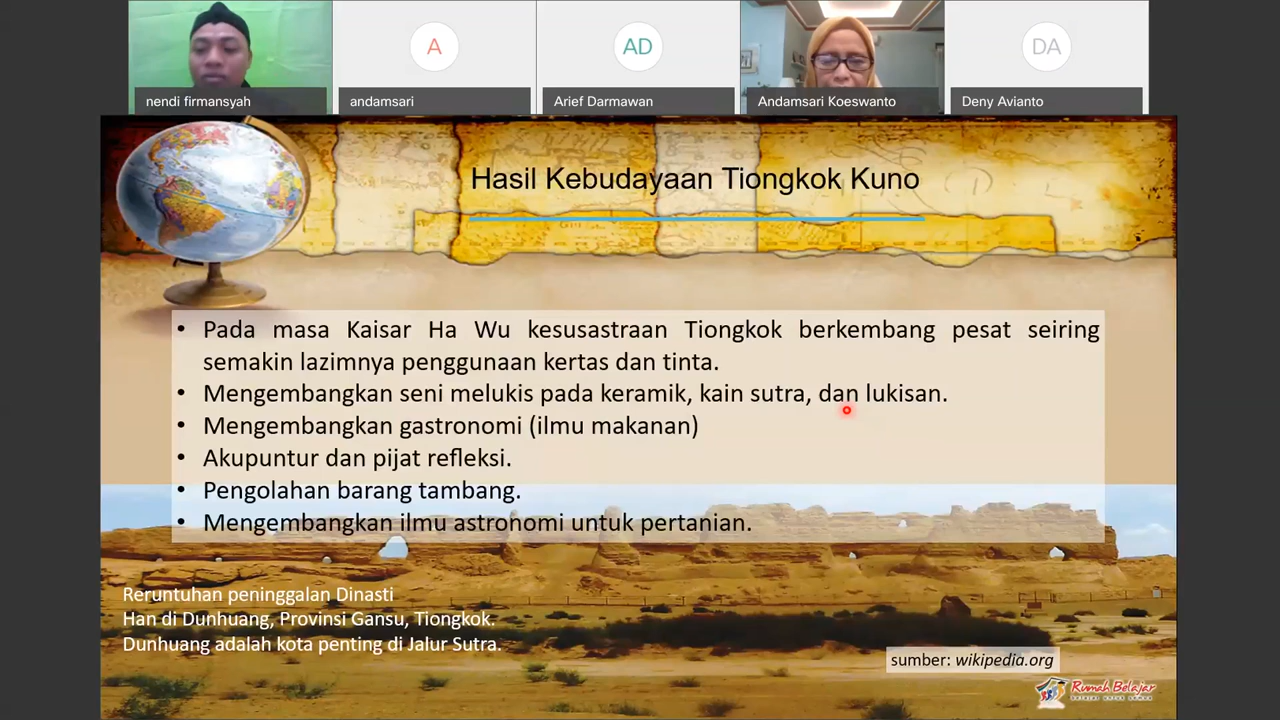 A
AD
DA
nendi firmansyah
andamsari
Arief Darmawan
Andamsari Koeswanto
Deny Avianto
Hasil Kebudayaan Tiongkok Kuno
• Pada masa Kaisar Ha Wu kesusastraan Tiongkok berkembang pesat seiring
semakin lazimnya penggunaan kertas dan tinta.
• Mengembangkan seni melukis pada keramik, kain sutra, dan lukisan.
• Mengembangkan gastronomi (ilmu makanan)
• Akupuntur dan pijat refleksi.
• Pengolahan barang tambang.
• Mengembangkan ilmu astronomi untuk pertanian.
Reruntuhan peninggalan Dinasti
Han di Dunhuang, Provinsi Gansu, Tiongkok.
Dunhuang adalah kota penting di Jalur Sutra.
sumber: wikipedia.org
Rumah Belajar